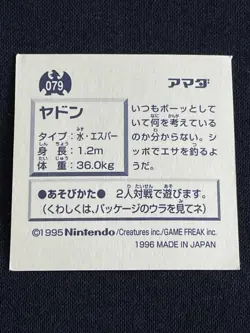 079
アマダ
ヤドン
タイプ:水・エスパー
身長:1.2m
体重:36.0kg
いつもボーッとして
いて何を考えている
のか分からない。シ
ッポでエサを釣るよ
うだ。
●あそびかた● 2人対戦で遊びます。
(くわしくは、パッケージのウラを見てネ)
©1995 Nintendo/Creatures inc./GAME FREAK inc.
1996 MADE IN JAPAN